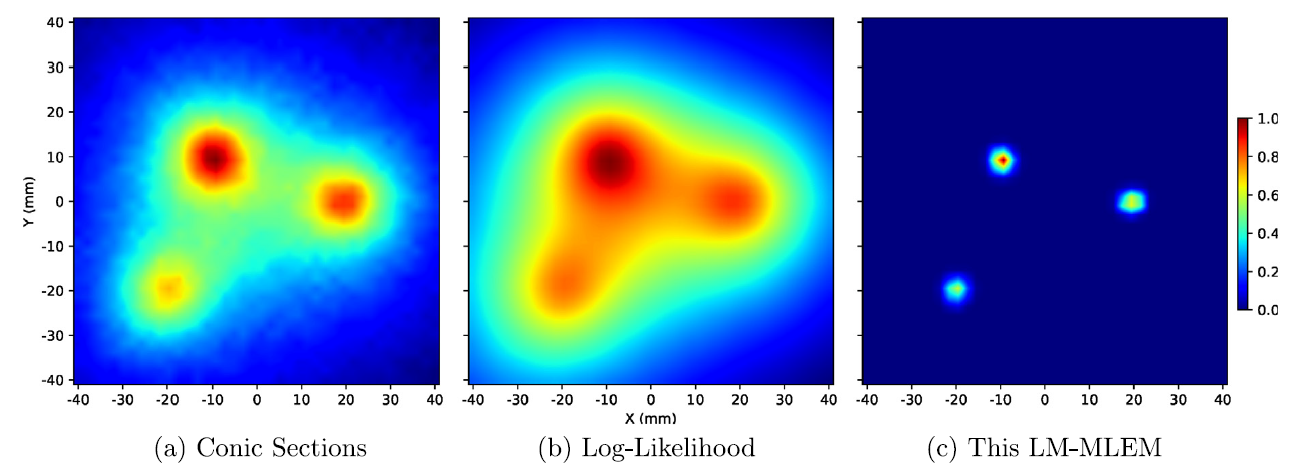 40
30
20
10
0
-10
-20
-30
-40
Y (mm)
-40 -30 -20 -10 0 10 20 30 40
-40 -30 -20 -10 0 10 20 30 40
-40 -30 -20 -10 0 10 20 30 40
X (mm)
1.0
0.8
0.6
0.4
0.2
0.0
(a) Conic Sections
(b) Log-Likelihood
(c) This LM-MLEM